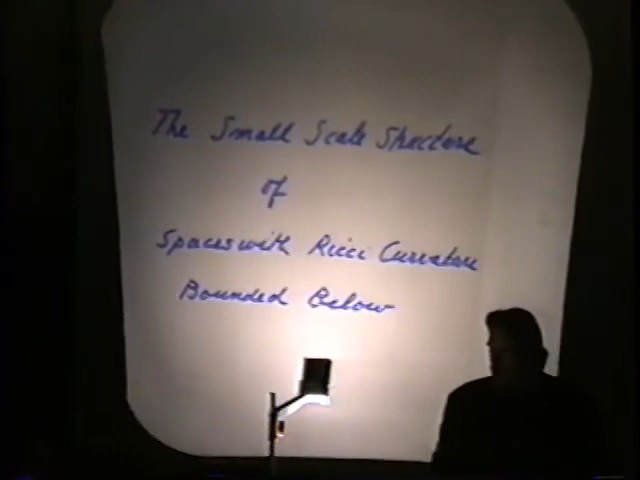 The Small Scale Structure
of
Spaces with Ricci Curvature
Bounded Below